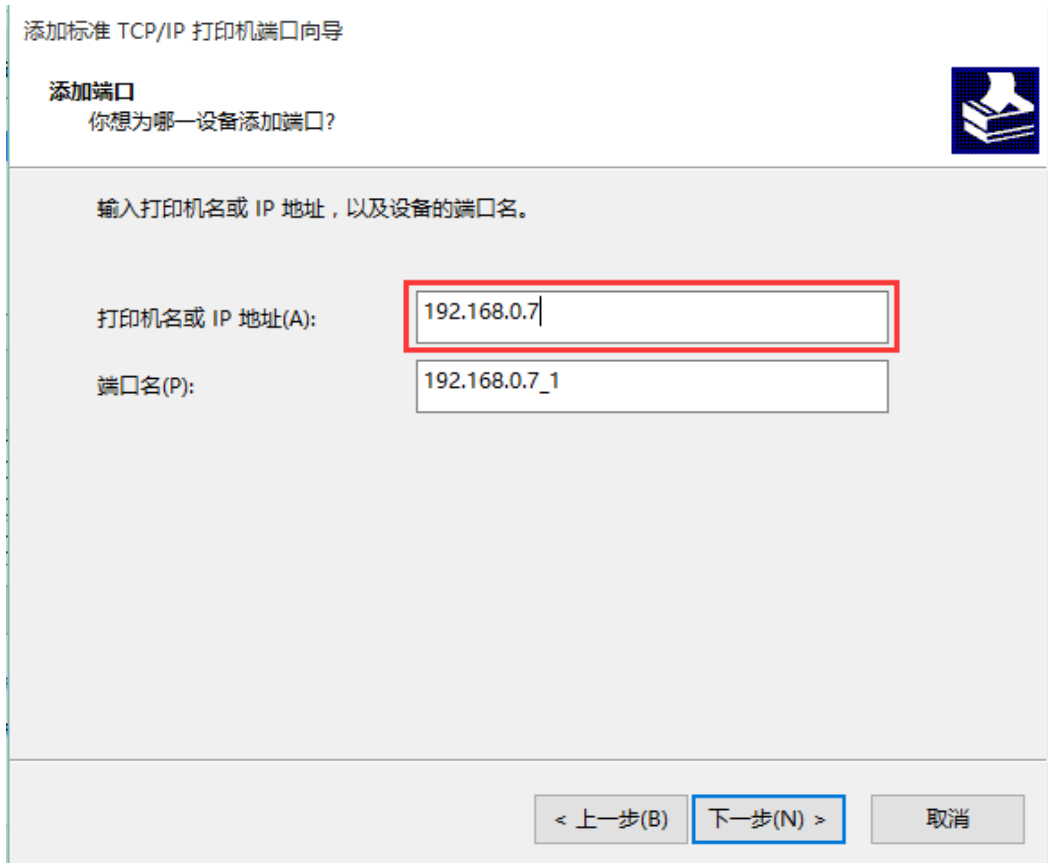 添加标准 TCP/IP 打印机端口向导
添加端口
你想为哪一设备添加端口?
输入打印机名或 IP 地址，以及设备的端口名。
打印机名或 IP 地址(A): 192.168.0.7
端口名(P): 192.168.0.7_1
< 上一步(B) 下一步(N) > 取消